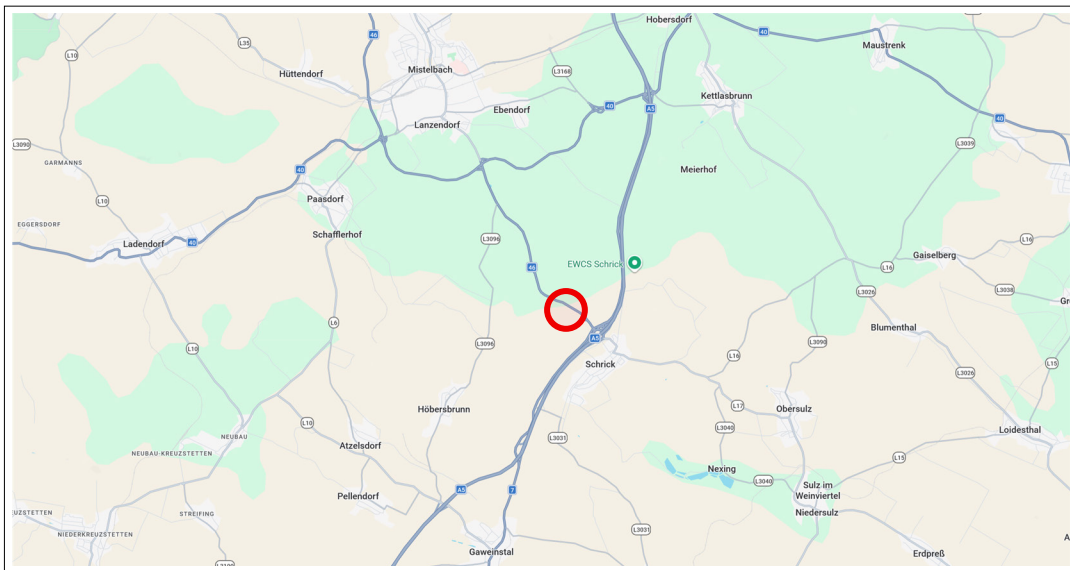 Hobersdorf
L10
46
L35
40
Maustrenk
Mistelbach
Hüttendorf
L3168
Kettlasbrunn
Ebendorf
40
A5
Lanzendorf
40
L3090
L3039
GARMANNS
40
Meierhof
Paasdorf
L10
EGGERSDORF
Schafflerhof
L3096
L16
Ladendorf
40
Gaiselberg
EWCS Schrick
46
L16
L3026
L3038
L6
Blumenthal
A5
L3096
L3090
L10
L16
Schrick
L15
L3026
L17
Höbersbrunn
Obersulz
L10
L3040
Loidesthal
NEUBAU
Atzelsdorf
L3031
NEUBAU-KREUZSTETTEN
L15
Nexing
L3040
Sulz im
Weinviertel
A5
7
Pellendorf
Niedersulz
UZSTETTEN
STREIFING
L3031
NIEDERKREUZSTETTEN
Gaweinstal
Erdpreß